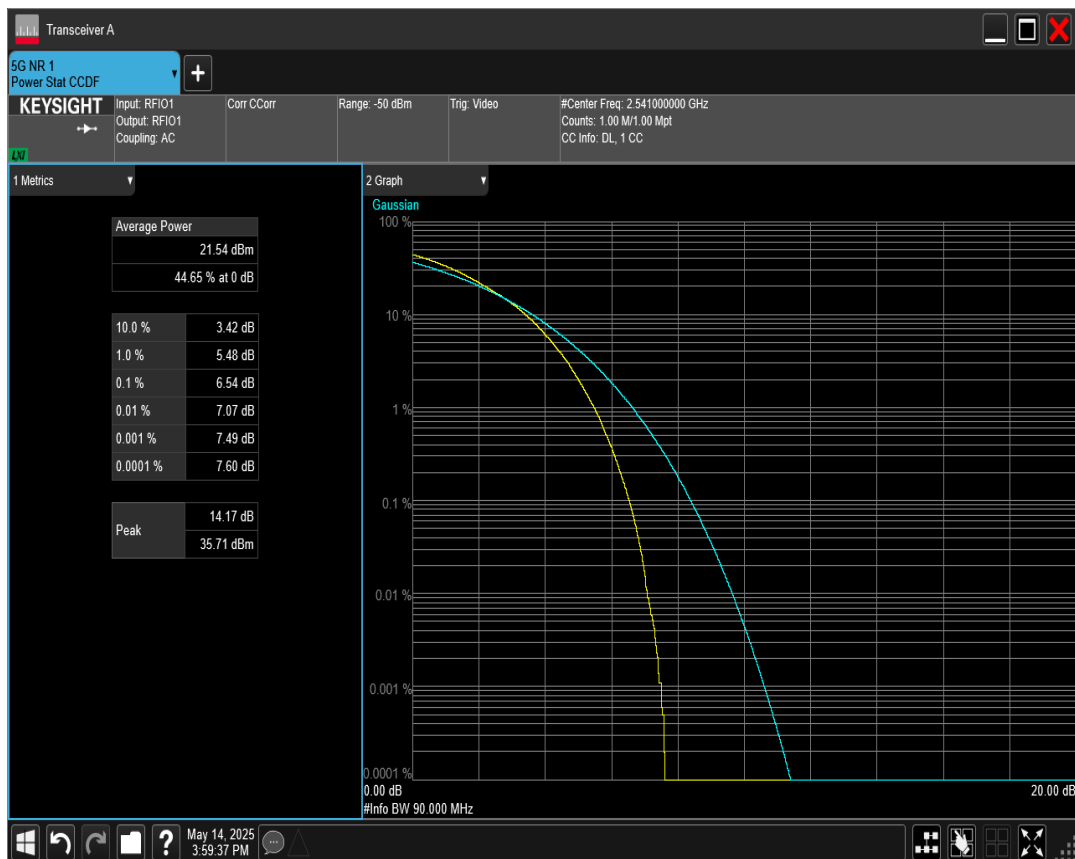 Transceiver A
5G NR 1
Power Stat CCDF
KEYSIGHT
LXI
Input: RFIO1
Output: RFIO1
Coupling: AC
Corr CCorr
Range: -50 dBm
Trig: Video
#Center Freq: 2.541000000 GHz
Counts: 1.00 M/1.00 Mpt
CC Info: DL, 1 CC
1 Metrics
Average Power
21.54 dBm
44.65 % at 0 dB
10.0 % 3.42 dB
1.0 % 5.48 dB
0.1 % 6.54 dB
0.01 % 7.07 dB
0.001 % 7.49 dB
0.0001 % 7.60 dB
Peak
14.17 dB
35.71 dBm
2 Graph
Gaussian
100 %
10 %
1 %
0.1 %
0.01 %
0.001 %
0.0001 %
0.00 dB 20.00 dB
#Info BW 90.000 MHz
May 14, 2025
3:59:37 PM